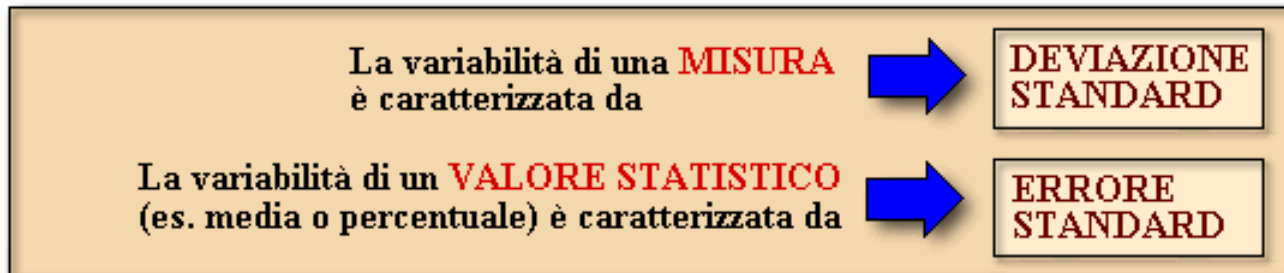 La variabilità di una MISURA
è caratterizzata da
DEVIAZIONE
STANDARD
La variabilità di un VALORE STATISTICO
(es. media o percentuale) è caratterizzata da
ERRORE
STANDARD